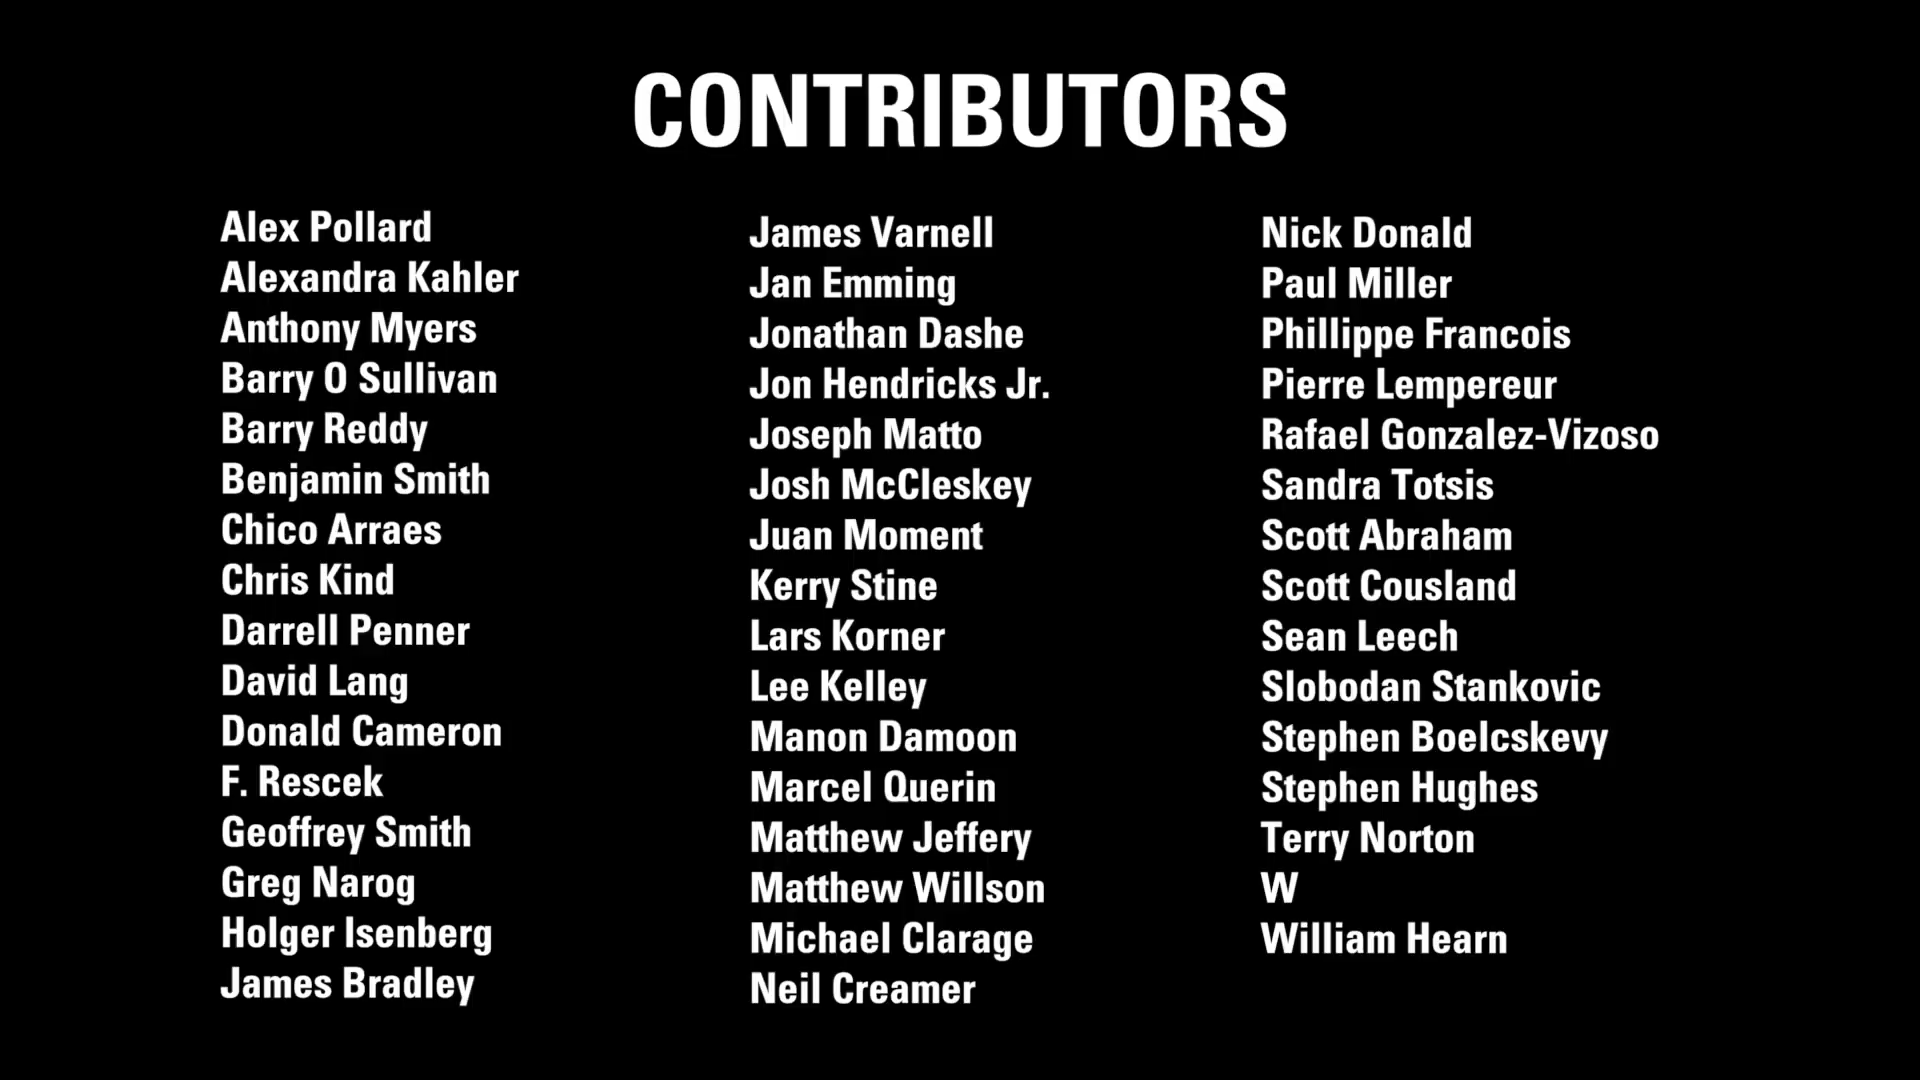 CONTRIBUTORS
Alex Pollard
Alexandra Kahler
Anthony Myers
Barry O Sullivan
Barry Reddy
Benjamin Smith
Chico Arraes
Chris Kind
Darrell Penner
David Lang
Donald Cameron
F. Rescek
Geoffrey Smith
Greg Narog
Holger Isenberg
James Bradley
James Varnell
Jan Emming
Jonathan Dashe
Jon Hendricks Jr.
Joseph Matto
Josh McCleskey
Juan Moment
Kerry Stine
Lars Korner
Lee Kelley
Manon Damoon
Marcel Querin
Matthew Jeffery
Matthew Willson
Michael Clarage
Neil Creamer
Nick Donald
Paul Miller
Phillippe Francois
Pierre Lempereur
Rafael Gonzalez-Vizoso
Sandra Totsis
Scott Abraham
Scott Cousland
Sean Leech
Slobodan Stankovic
Stephen Boelcskevy
Stephen Hughes
Terry Norton
W
William Hearn